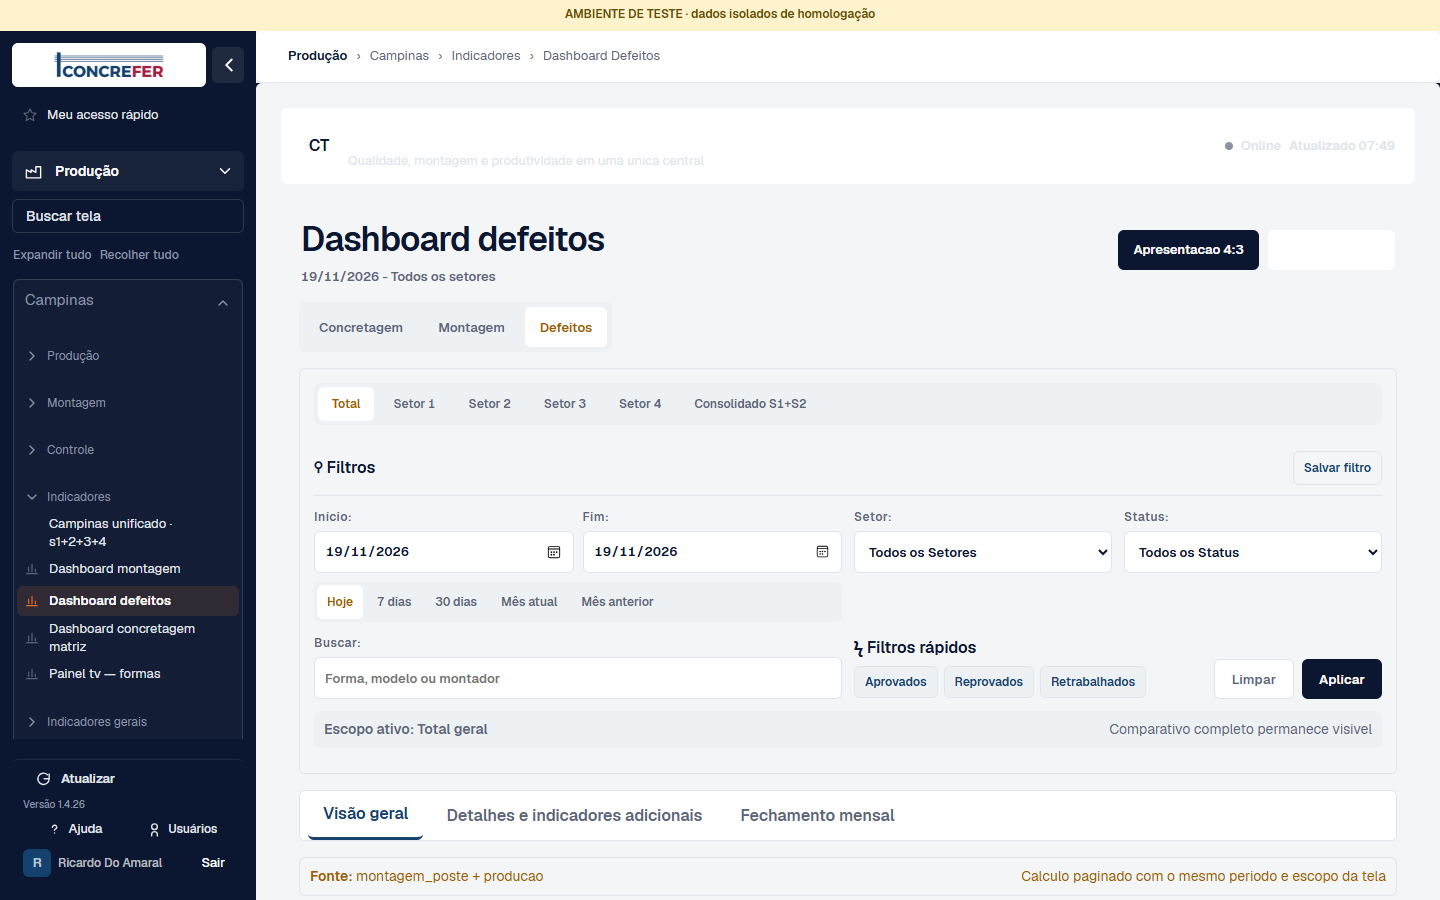 AMBIENTE DE TESTE · dados isolados de homologação
CONCREFER
Meu acesso rápido
Produção
Buscar tela
Expandir tudo Recolher tudo
Campinas
Produção
Montagem
Controle
Indicadores
Campinas unificado ·
s1+2+3+4
Dashboard montagem
Dashboard defeitos
Dashboard concretagem
matriz
Painel tv — formas
Indicadores gerais
Atualizar
Versão 1.4.26
? Ajuda Usuários
R Ricardo Do Amaral Sair
Produção › Campinas › Indicadores › Dashboard Defeitos
CT
Qualidade, montagem e produtividade em uma unica central
Online Atualizado 07:49
Dashboard defeitos
19/11/2026 - Todos os setores
Apresentacao 4:3
Concretagem Montagem Defeitos
Total Setor 1 Setor 2 Setor 3 Setor 4 Consolidado S1+S2
Filtros
Salvar filtro
Início: Fim: Setor: Status:
19/11/2026 19/11/2026 Todos os Setores Todos os Status
Hoje 7 dias 30 dias Mês atual Mês anterior
Buscar:
Forma, modelo ou montador
Filtros rápidos
Aprovados Reprovados Retrabalhados
Limpar Aplicar
Escopo ativo: Total geral
Comparativo completo permanece visivel
Visão geral Detalhes e indicadores adicionais Fechamento mensal
Fonte: montagem_poste + producao
Calculo paginado com o mesmo periodo e escopo da tela